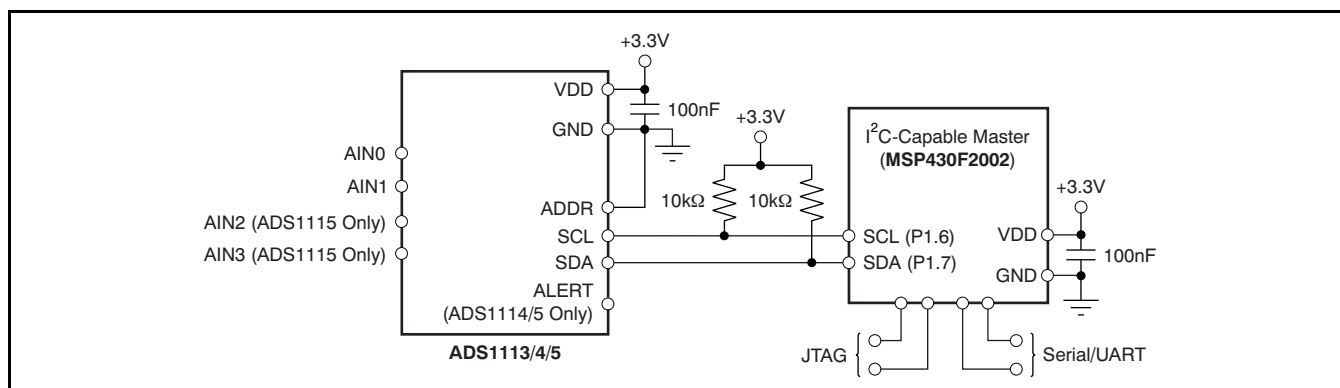 +3.3V
VDD
100nF
GND
AIN0
AIN1
AIN2 (ADS1115 Only)
AIN3 (ADS1115 Only)
ADDR
SCL
SDA
ALERT
(ADS1114/5 Only)
ADS1113/4/5
+3.3V
10kΩ
10kΩ
I²C-Capable Master
(MSP430F2002)
SCL (P1.6)
SDA (P1.7)
+3.3V
VDD
100nF
GND
JTAG
Serial/UART